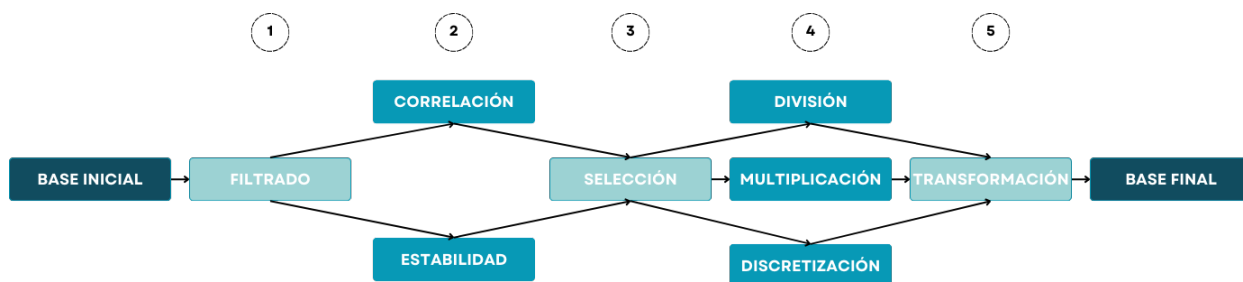 1
2
3
4
5
CORRELACIÓN
DIVISIÓN
BASE INICIAL
FILTRADO
SELECCIÓN
MULTIPLICACIÓN
TRANSFORMACIÓN
BASE FINAL
ESTABILIDAD
DISCRETIZACIÓN